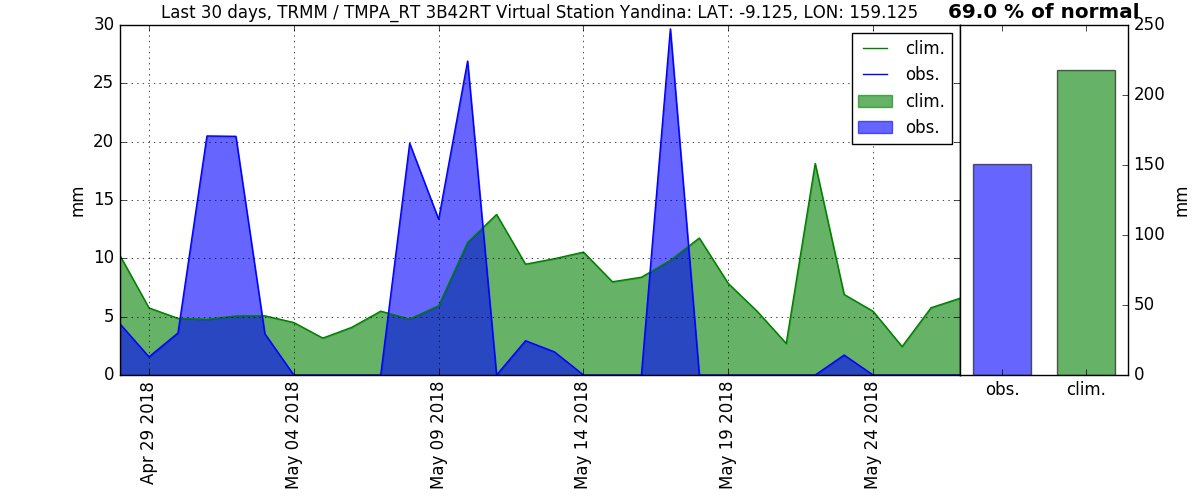 Last 30 days, TRMM / TMPA_RT 3B42RT Virtual Station Yandina: LAT: -9.125, LON: 159.125
69.0 % of normal
30
25
20
15
10
5
0
mm
clim.
obs.
clim.
obs.
Apr 29 2018
May 04 2018
May 09 2018
May 14 2018
May 19 2018
May 24 2018
250
200
150
100
50
0
mm
obs.
clim.